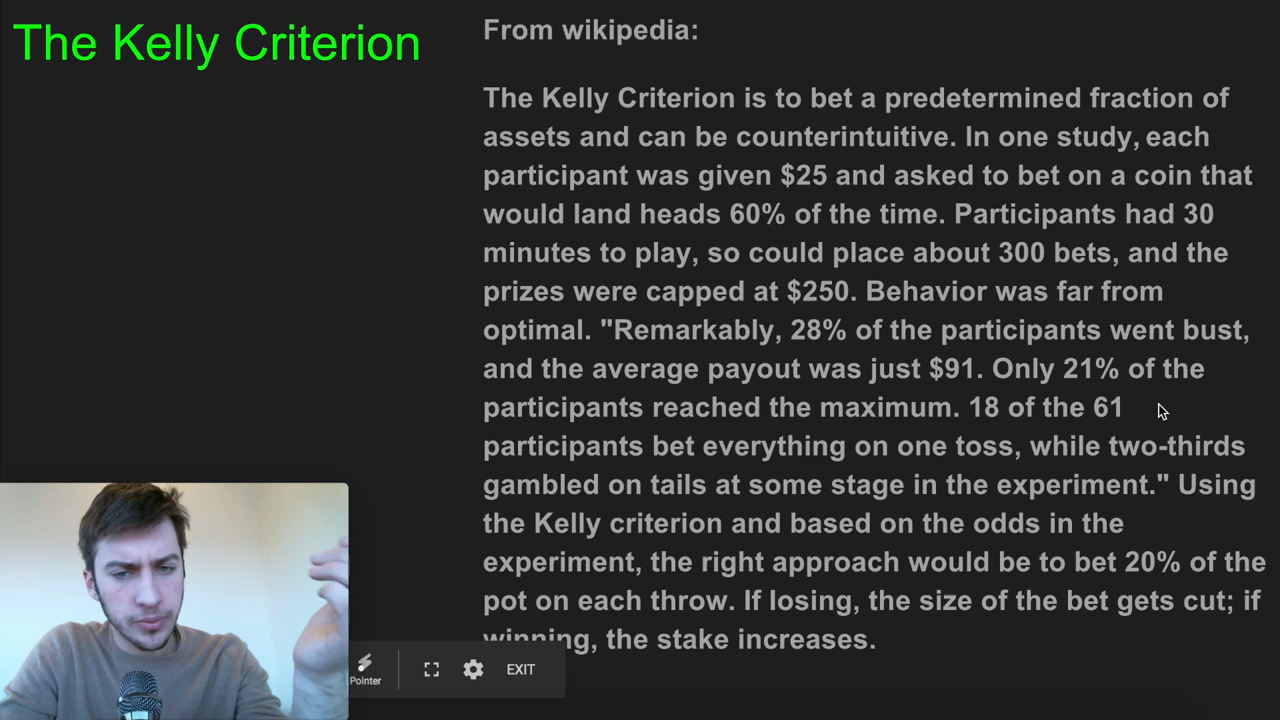 The Kelly Criterion
From wikipedia:
The Kelly Criterion is to bet a predetermined fraction of
assets and can be counterintuitive. In one study, each
participant was given $25 and asked to bet on a coin that
would land heads 60% of the time. Participants had 30
minutes to play, so could place about 300 bets, and the
prizes were capped at $250. Behavior was far from
optimal. "Remarkably, 28% of the participants went bust,
and the average payout was just $91. Only 21% of the
participants reached the maximum. 18 of the 61
participants bet everything on one toss, while two-thirds
gambled on tails at some stage in the experiment." Using
the Kelly criterion and based on the odds in the
experiment, the right approach would be to bet 20% of the
pot on each throw. If losing, the size of the bet gets cut; if
winning, the stake increases.
Pointer
EXIT